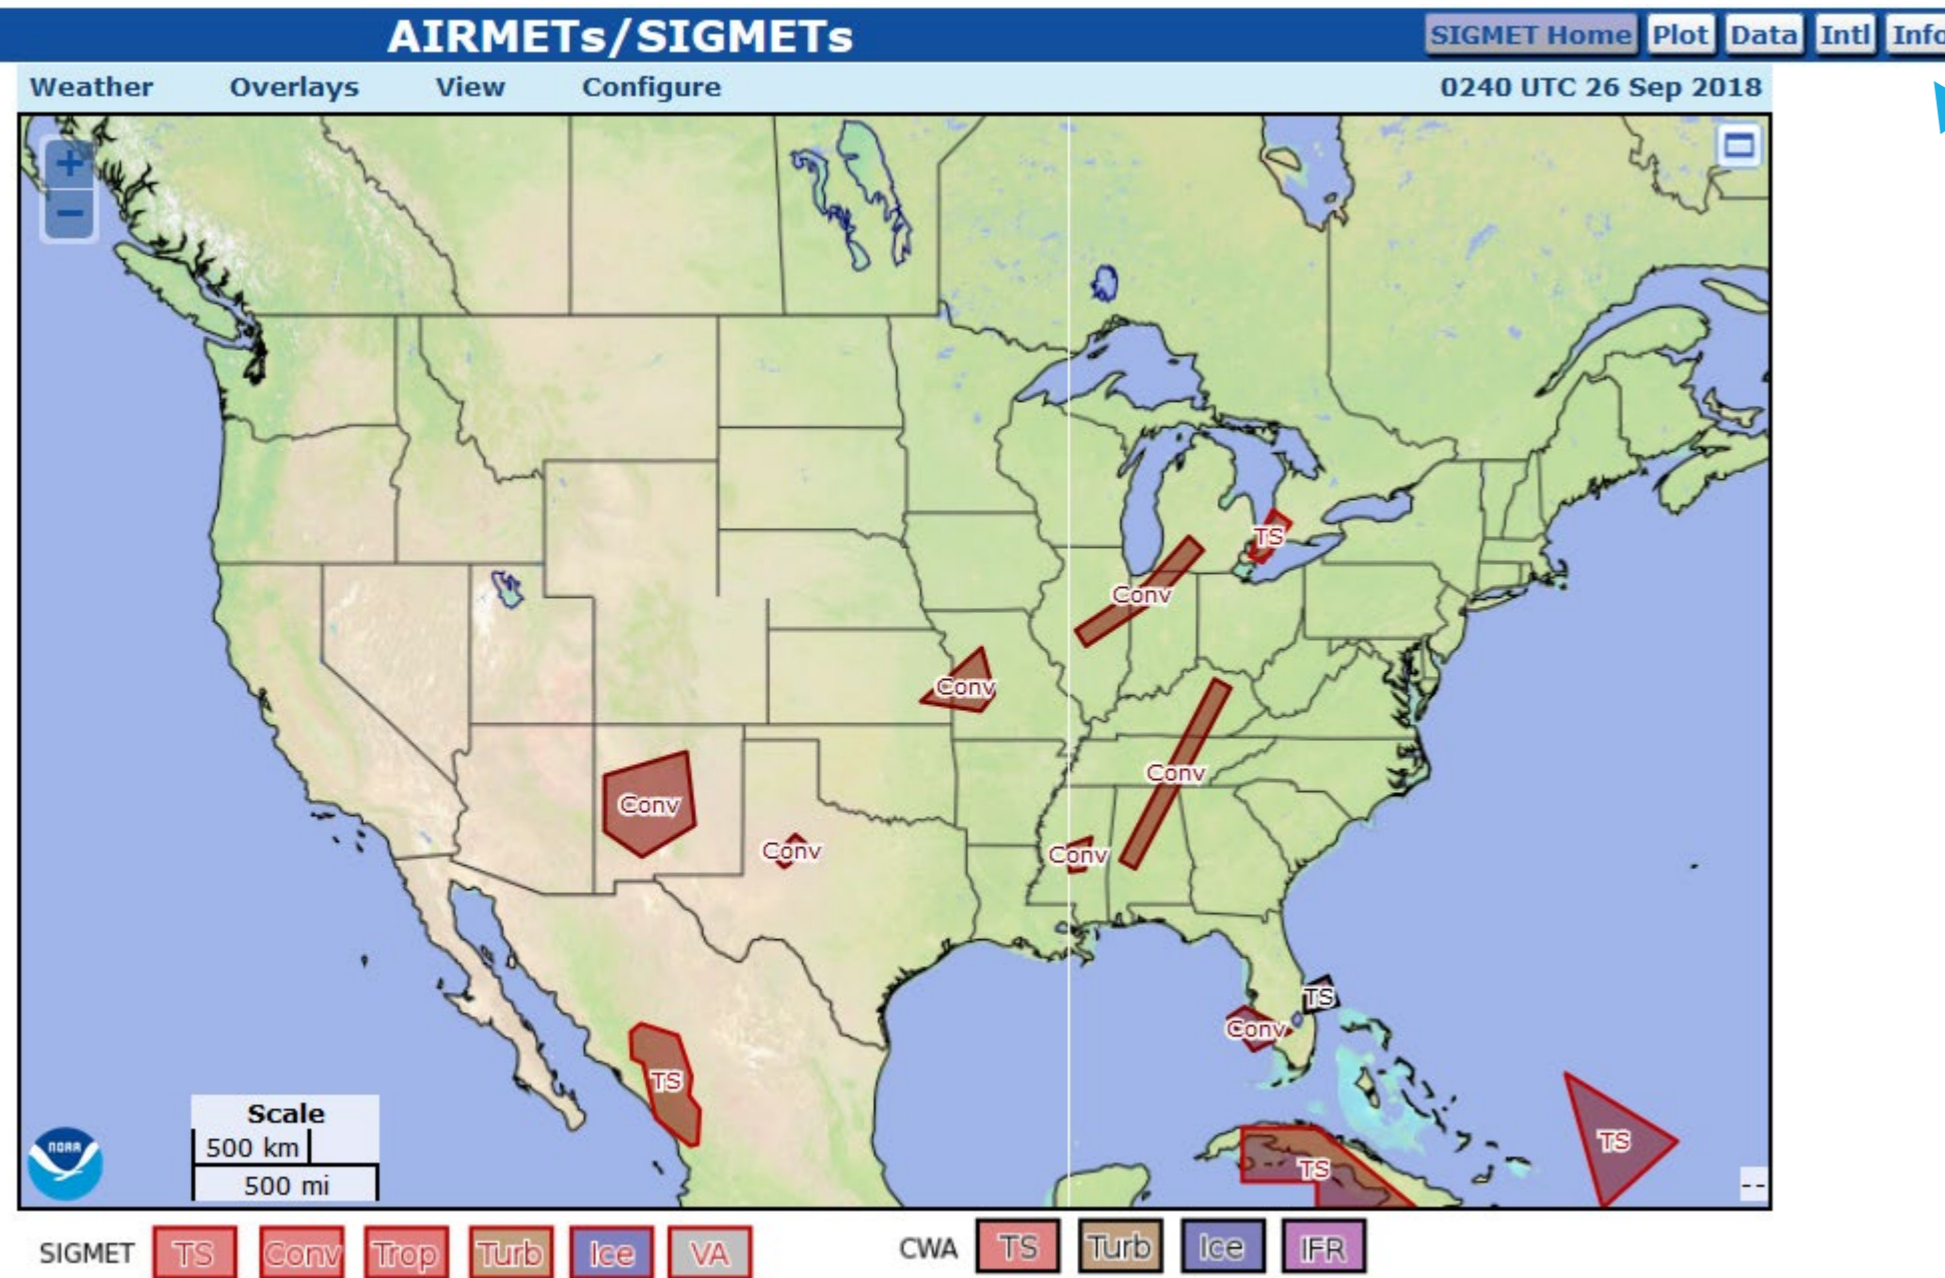 AIRMETs/SIGMETs SIGMET Home Plot Data Intl Info
Weather Overlays View Configure 0240 UTC 26 Sep 2018
+
−
TS
Conv
Conv
Conv
Conv
Conv
Conv
TS
Conv
TS
Scale
500 km
500 mi
NOAA
TS
TS
--
SIGMET TS Conv Trop Turb Ice VA CWA TS Turb Ice IFR